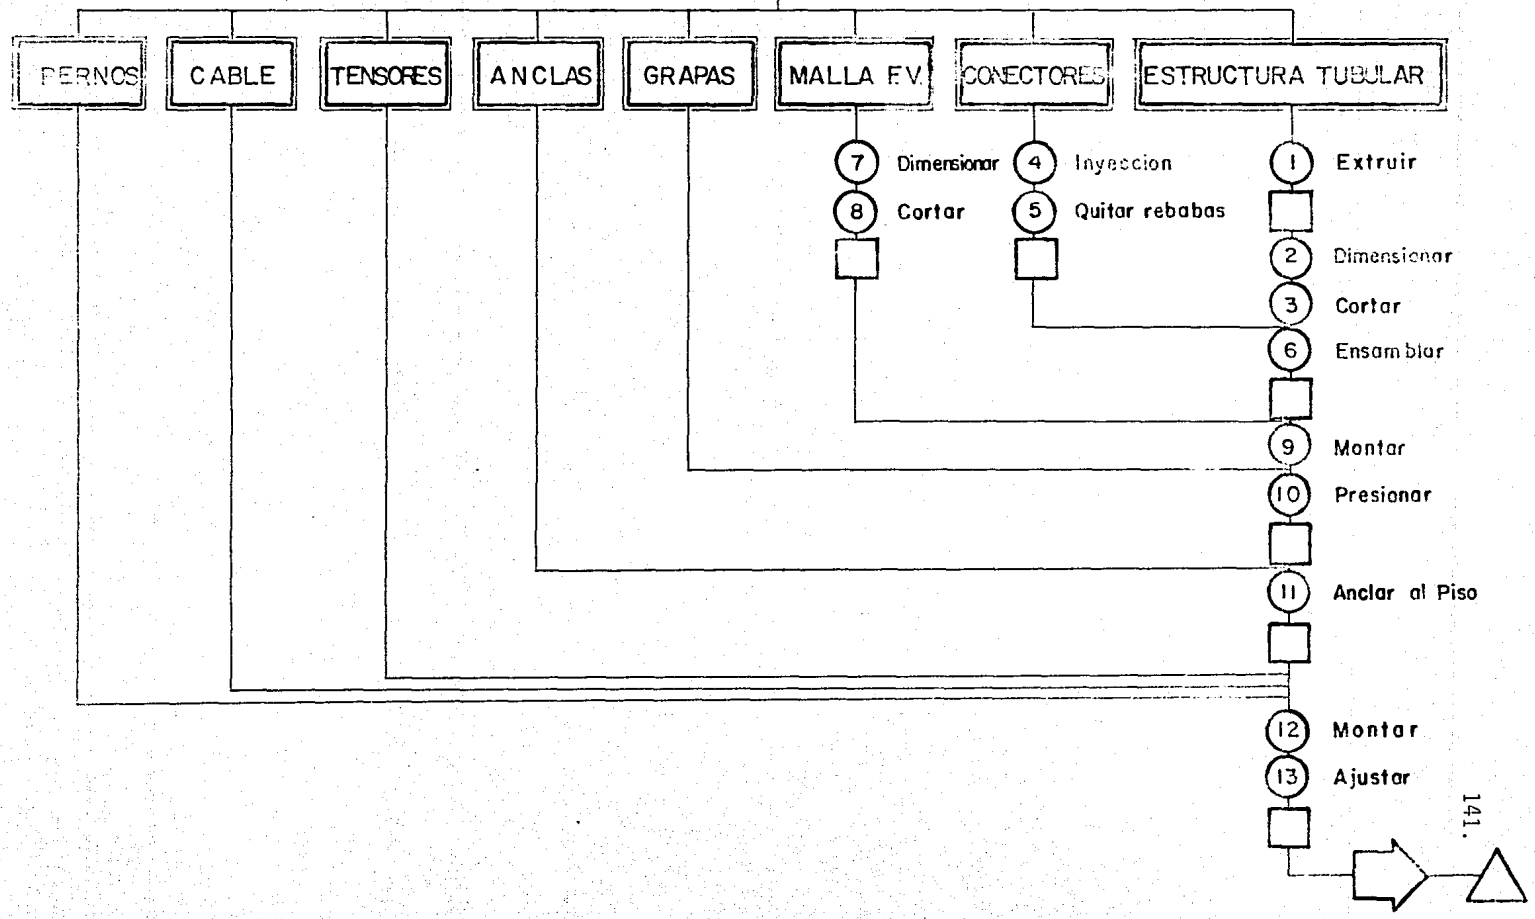 PERNOS CABLE TENSORES ANCLAS GRAPAS MALLA F.V. CONECTORES ESTRUCTURA TUBULAR
7 Dimensionar 4 Inyeccion 1 Extruir
8 Cortar 5 Quitar rebabas
2 Dimensionar
3 Cortar
6 Ensamblar
9 Montar
10 Presionar
11 Anclar al Piso
12 Montar
13 Ajustar
141.